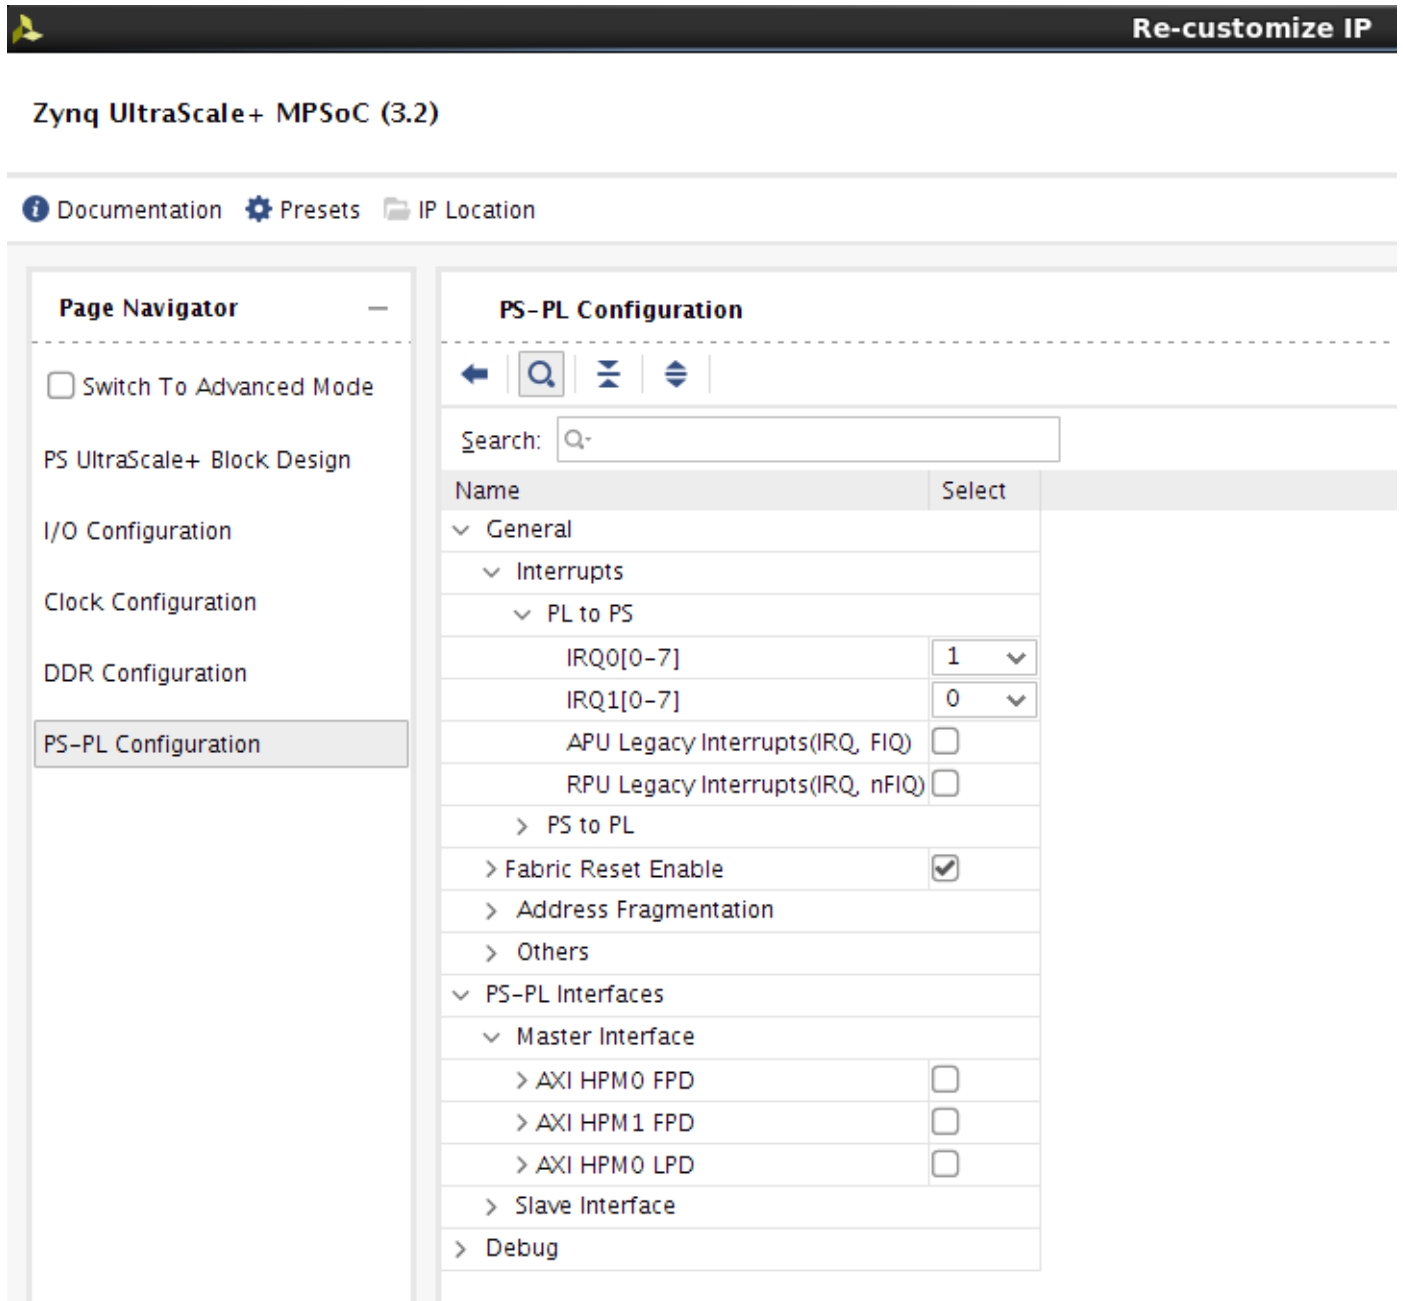 Re-customize IP
Zynq UltraScale+ MPSoC (3.2)
Documentation Presets IP Location
Page Navigator
Switch To Advanced Mode
PS UltraScale+ Block Design
I/O Configuration
Clock Configuration
DDR Configuration
PS-PL Configuration
PS-PL Configuration
Search:
Name Select
General
Interrupts
PL to PS
IRQ0[0-7] 1
IRQ1[0-7] 0
APU Legacy Interrupts(IRQ, FIQ)
RPU Legacy Interrupts(IRQ, nFIQ)
PS to PL
Fabric Reset Enable
Address Fragmentation
Others
PS-PL Interfaces
Master Interface
AXI HPM0 FPD
AXI HPM1 FPD
AXI HPM0 LPD
Slave Interface
Debug